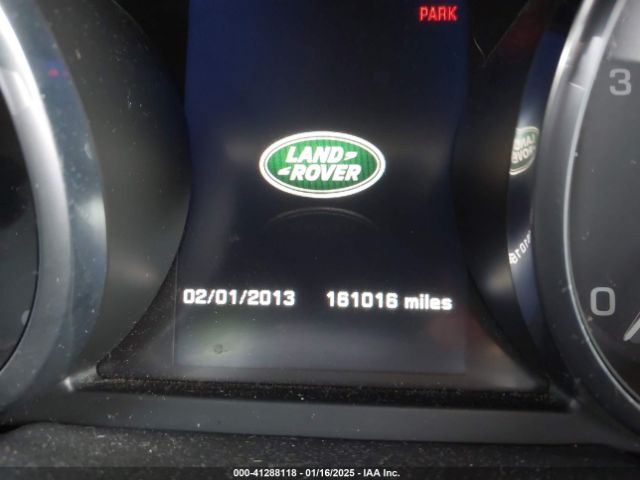 PARK
3
LAND
ROVER
02/01/2013 161016 miles
0
000-41288118 - 01/16/2025 - IAA Inc.